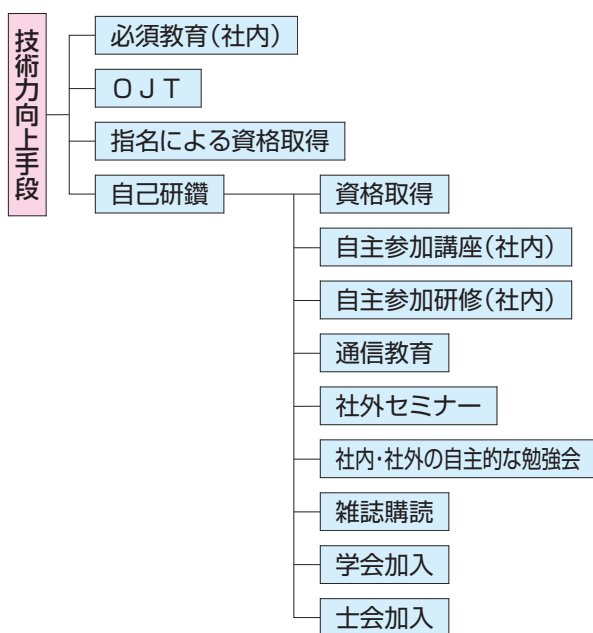 技術力向上手段
必須教育(社内)
ＯＪＴ
指名による資格取得
自己研鑽
資格取得
自主参加講座(社内)
自主参加研修(社内)
通信教育
社外セミナー
社内・社外の自主的な勉強会
雑誌購読
学会加入
士会加入